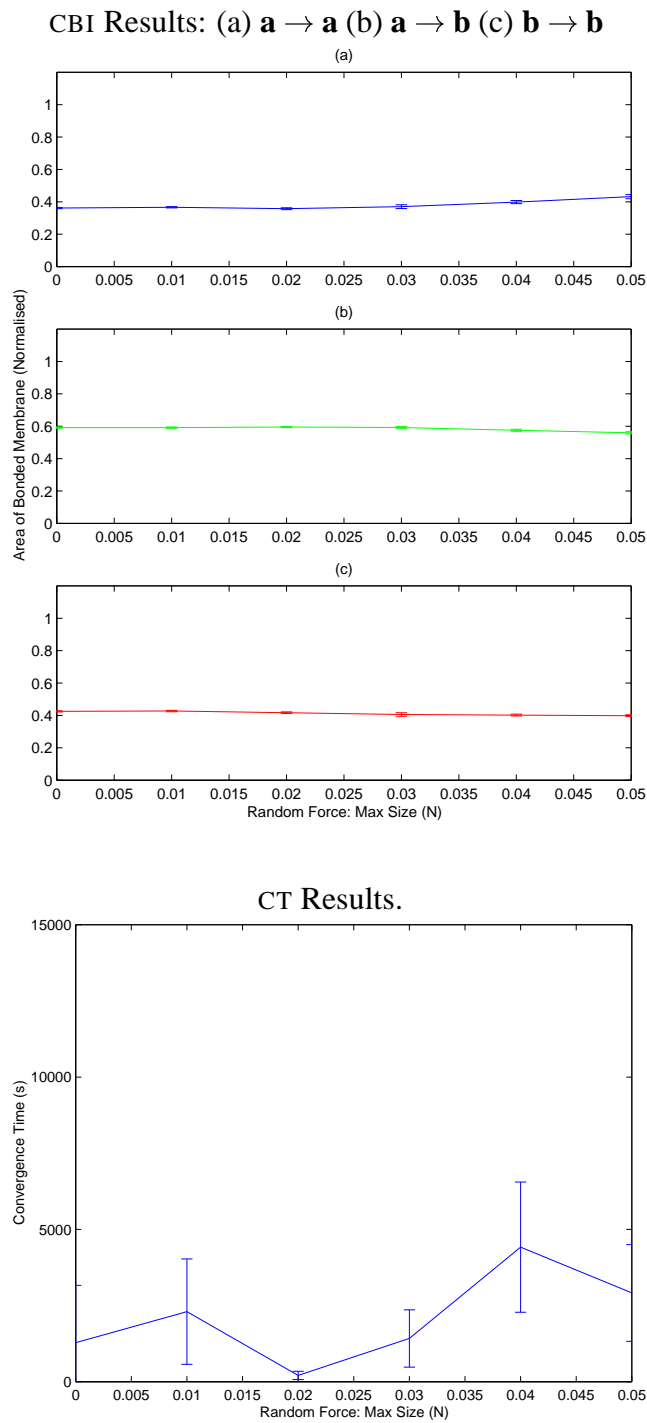 CBI Results: (a) a → a (b) a → b (c) b → b
(a)
1
0.8
0.6
0.4
0.2
0
0 0.005 0.01 0.015 0.02 0.025 0.03 0.035 0.04 0.045 0.05
(b)
Area of Bonded Membrane (Normalised)
1
0.8
0.6
0.4
0.2
0
0 0.005 0.01 0.015 0.02 0.025 0.03 0.035 0.04 0.045 0.05
(c)
1
0.8
0.6
0.4
0.2
0
0 0.005 0.01 0.015 0.02 0.025 0.03 0.035 0.04 0.045 0.05
Random Force: Max Size (N)
CT Results.
15000
10000
5000
0
Convergence Time (s)
0 0.005 0.01 0.015 0.02 0.025 0.03 0.035 0.04 0.045 0.05
Random Force: Max Size (N)